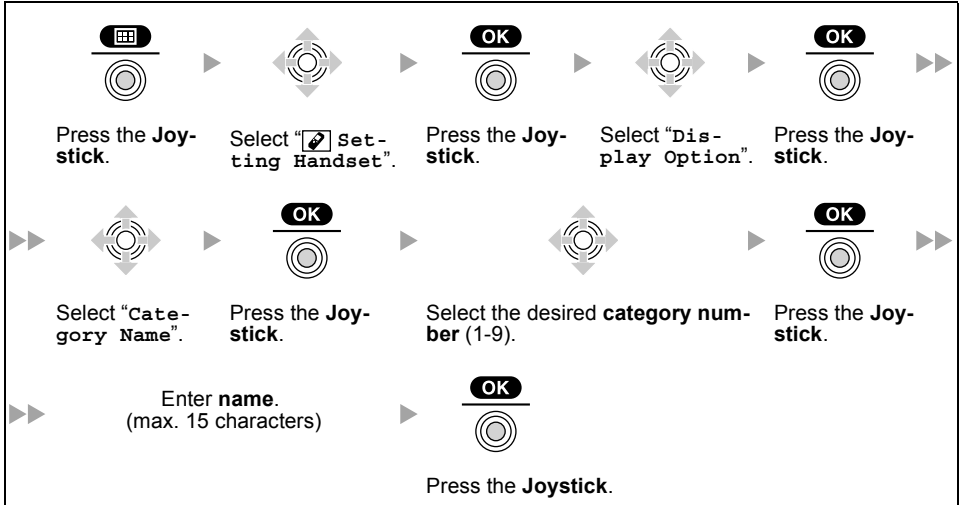 OK OK
Press the Joy- Select “ Set- Press the Joy- Select “Dis- Press the Joy-
stick. ting Handset”. stick. play Option”. stick.
OK OK
Select “Cate- Press the Joy- Select the desired category num- Press the Joy-
gory Name”. stick. ber (1-9). stick.
Enter name.
(max. 15 characters)
OK
Press the Joystick.